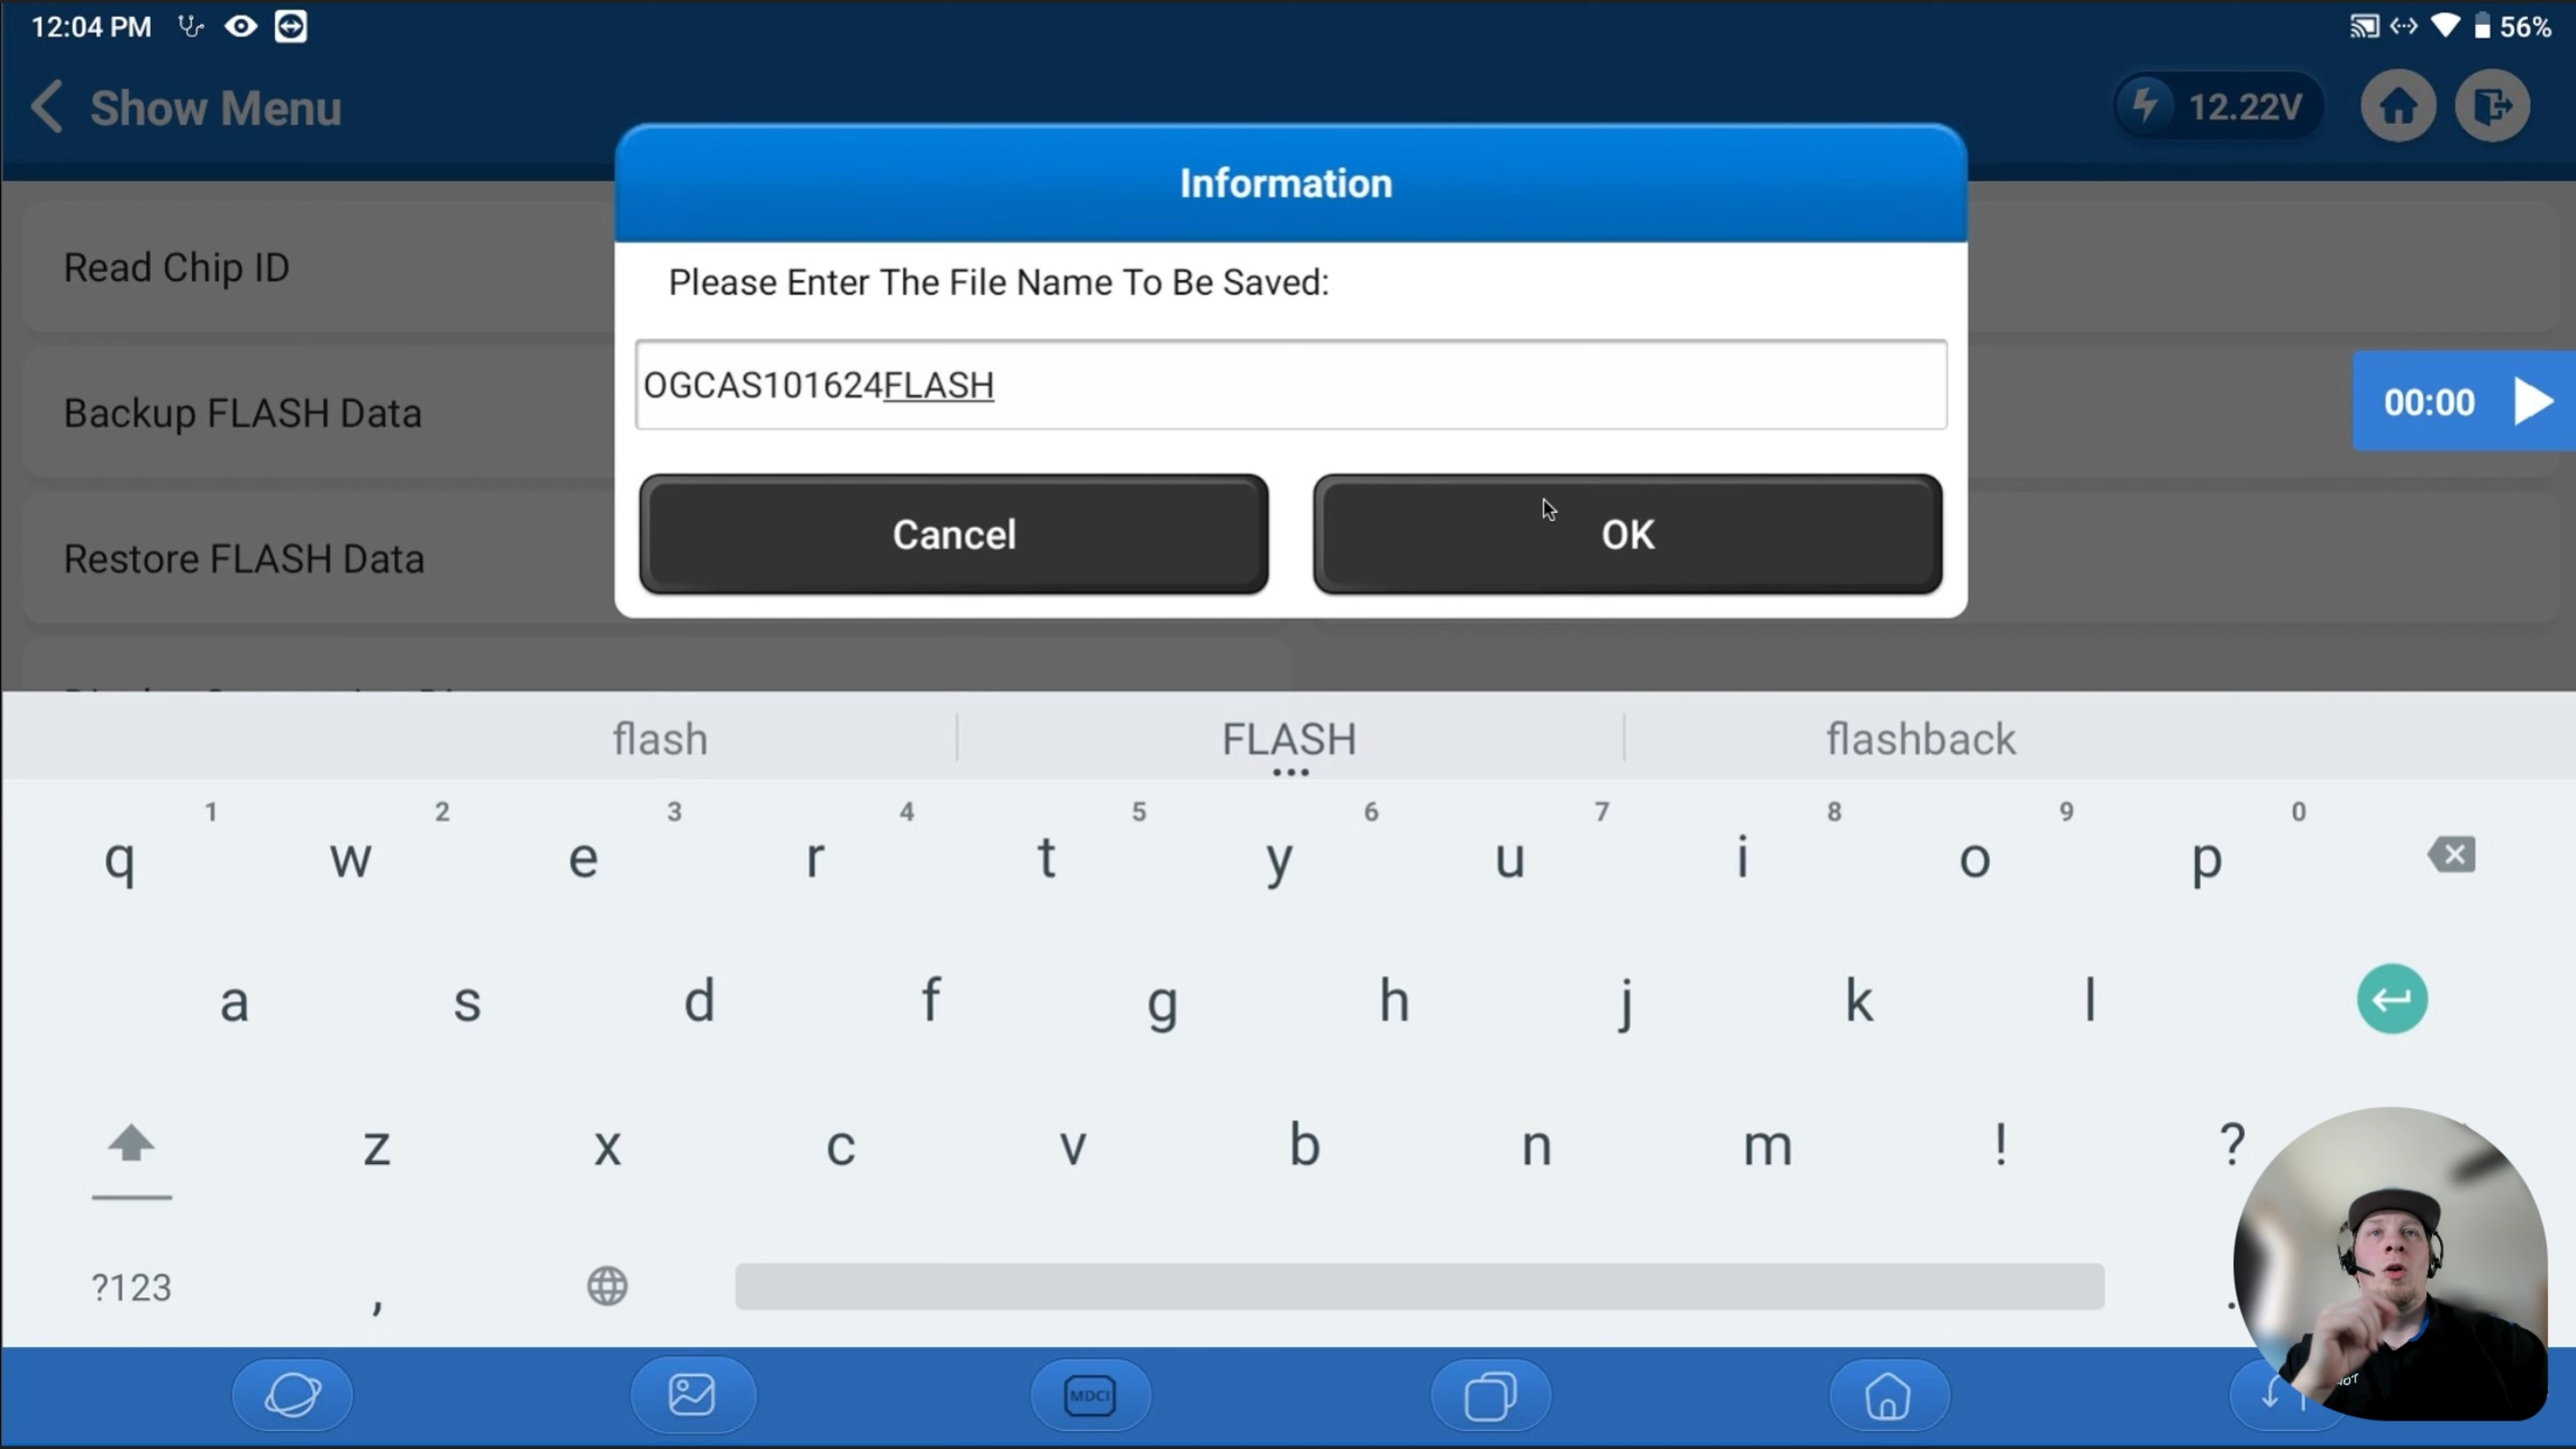 12:04 PM
56%
Show Menu
12.22V
Information
Read Chip ID
Please Enter The File Name To Be Saved:
OGCAS101624FLASH
Backup FLASH Data
00:00
Cancel
OK
Restore FLASH Data
flash
FLASH
flashback
1 2 3 4 5 6 7 8 9 0
q w e r t y u i o p
a s d f g h j k l
z x c v b n m ! ?
?123 , .
MDCI